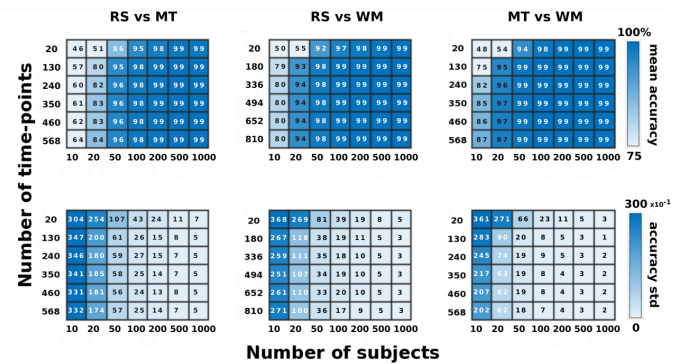 RS vs MT
RS vs WM
MT vs WM
20 46 51 86 95 98 99 99
130 57 80 95 98 99 99 99
240 60 82 96 98 99 99 99
350 61 83 96 98 99 99 99
460 62 83 96 98 99 99 99
568 64 84 96 98 99 99 99
10 20 50 100 200 500 1000
20 50 55 92 97 98 99 99
180 79 93 98 99 99 99 99
336 80 94 98 99 99 99 99
494 80 94 98 99 99 99 99
652 80 94 98 99 99 99 99
810 80 94 98 99 99 99 99
10 20 50 100 200 500 1000
20 48 54 94 98 99 99 99
130 75 95 99 99 99 99 99
240 82 96 99 99 99 99 99
350 85 97 99 99 99 99 99
460 86 97 99 99 99 99 99
568 87 97 99 99 99 99 99
10 20 50 100 200 500 1000
100%
mean accuracy
75
Number of time-points
20 304 254 107 43 24 11 7
130 347 200 61 26 15 8 5
240 346 180 59 27 15 7 5
350 341 185 58 25 14 7 5
460 331 181 56 24 13 8 5
568 332 174 57 25 14 7 5
10 20 50 100 200 500 1000
20 368 269 81 39 19 8 5
180 267 118 38 19 11 5 3
336 259 111 35 18 10 5 3
494 251 107 34 19 10 5 3
652 261 110 33 20 10 5 3
810 271 100 36 17 9 5 3
10 20 50 100 200 500 1000
20 361 271 66 23 11 5 3
130 283 90 20 8 5 3 1
240 245 74 19 9 5 3 2
350 217 63 19 8 4 3 2
460 207 62 19 8 4 3 2
568 202 62 18 7 4 3 2
10 20 50 100 200 500 1000
300 x10-1
accuracy std
0
Number of subjects